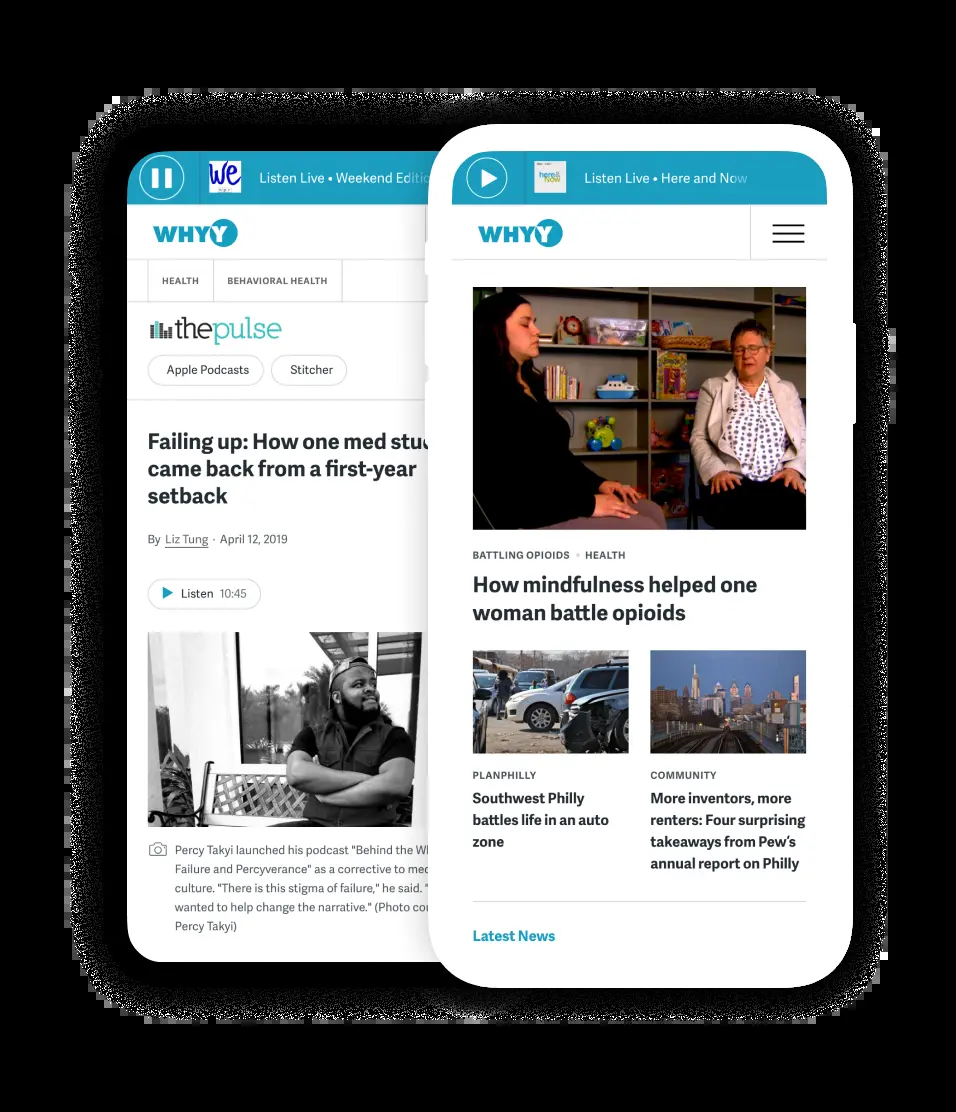 we
Listen Live • Weekend Editio
WHYY
HEALTH
BEHAVIORAL HEALTH
thepulse
Apple Podcasts
Stitcher
Failing up: How one med stu
came back from a first-year
setback
By Liz Tung · April 12, 2019
Listen 10:45
Percy Takyi launched his podcast "Behind the W
Failure and Percyverance" as a corrective to med
culture. "There is this stigma of failure," he said. "
wanted to help change the narrative." (Photo cou
Percy Takyi)
here&
now
Listen Live • Here and Now
WHYY
BATTLING OPIOIDS • HEALTH
How mindfulness helped one
woman battle opioids
PLANPHILLY
Southwest Philly
battles life in an auto
zone
COMMUNITY
More inventors, more
renters: Four surprising
takeaways from Pew’s
annual report on Philly
Latest News